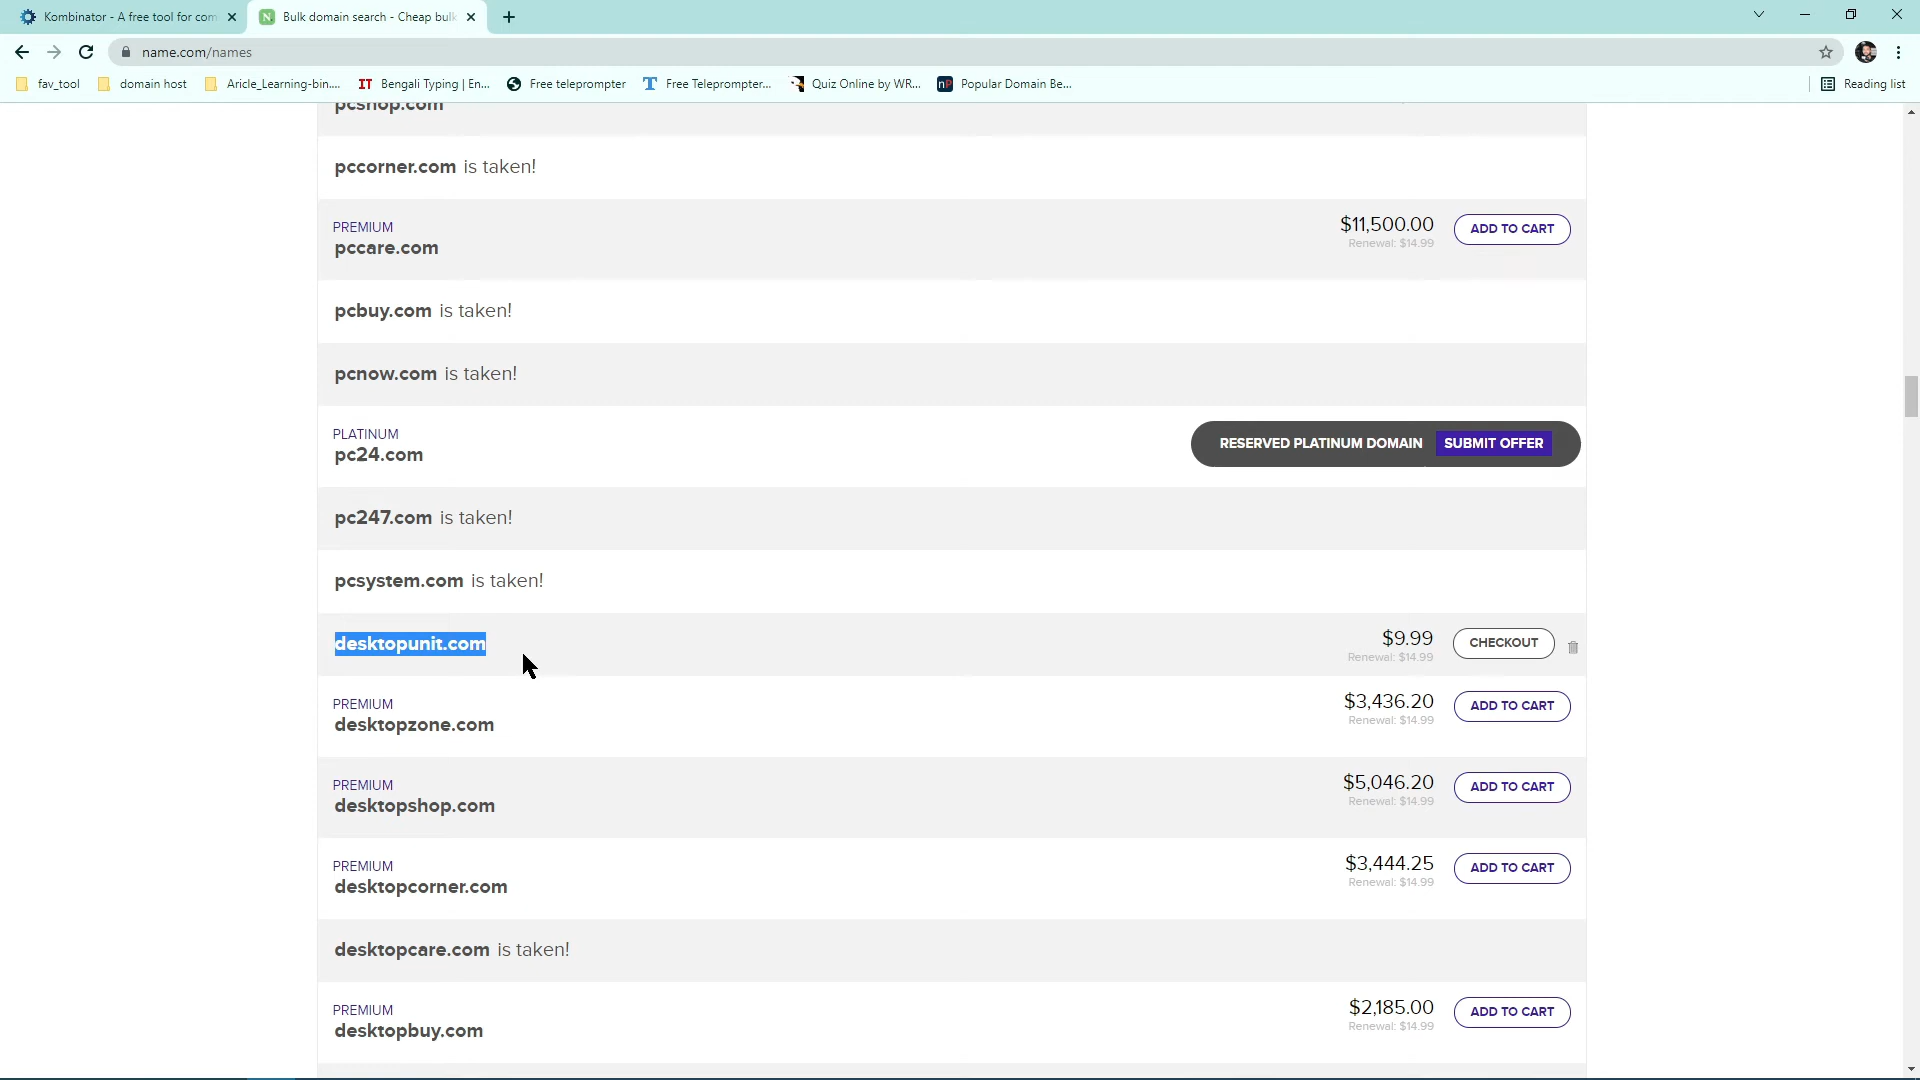 Kombinator - A free tool for com
Bulk domain search - Cheap bulk
name.com/names
fav_tool
domain host
Aricle_Learning-bin....
Bengali Typing | En...
Free teleprompter
Free Teleprompter...
Quiz Online by WR...
Popular Domain Be...
Reading list
pcshop.com
pccorner.com is taken!
PREMIUM
pccare.com
$11,500.00
Renewal: $14.99
ADD TO CART
pcbuy.com is taken!
pcnow.com is taken!
PLATINUM
pc24.com
RESERVED PLATINUM DOMAIN SUBMIT OFFER
pc247.com is taken!
pcsystem.com is taken!
desktopunit.com
$9.99
Renewal: $14.99
CHECKOUT
PREMIUM
desktopzone.com
$3,436.20
Renewal: $14.99
ADD TO CART
PREMIUM
desktopshop.com
$5,046.20
Renewal: $14.99
ADD TO CART
PREMIUM
desktopcorner.com
$3,444.25
Renewal: $14.99
ADD TO CART
desktopcare.com is taken!
PREMIUM
desktopbuy.com
$2,185.00
Renewal: $14.99
ADD TO CART